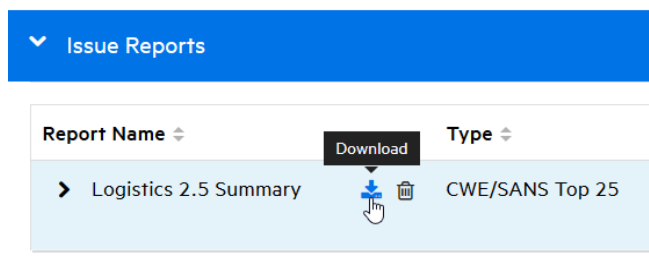 Issue Reports
Report Name Type
Download
Logistics 2.5 Summary CWE/SANS Top 25